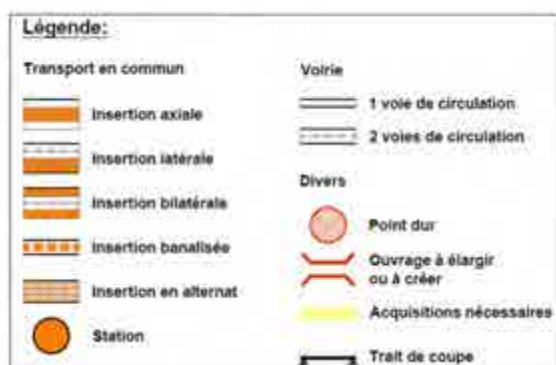 Légende:
Transport en commun
Insertion axiale
Insertion latérale
Insertion bilatérale
Insertion banalisée
Insertion en alternat
Station
Voirie
1 voie de circulation
2 voies de circulation
Divers
Point dur
Ouvrage à élargir
ou à créer
Acquisitions nécessaires
Trait de coupe